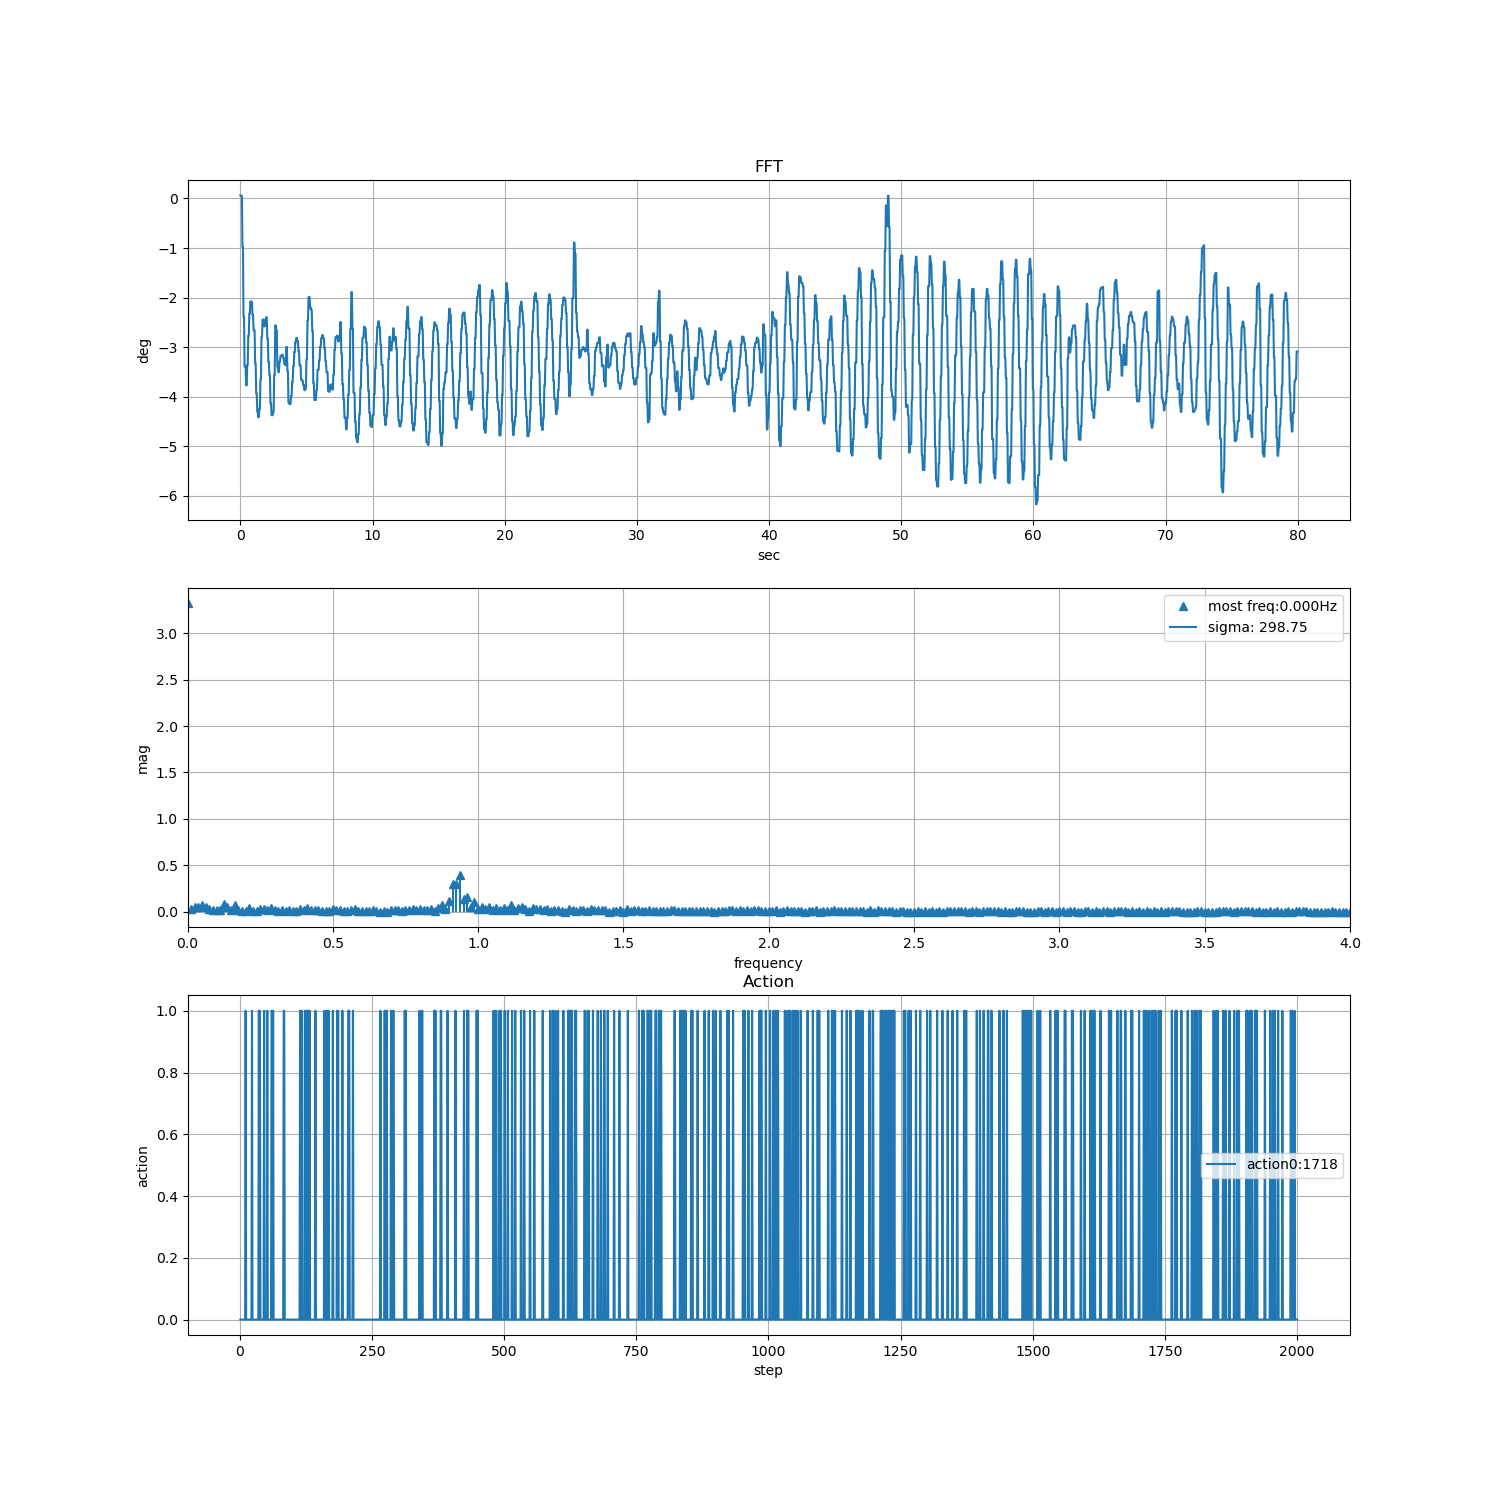 FFT
0
−1
−2
−3
−4
−5
−6
deg
0 10 20 30 40 50 60 70 80
sec
most freq:0.000Hz
sigma: 298.75
3.0
2.5
2.0
1.5
1.0
0.5
0.0
mag
0.0 0.5 1.0 1.5 2.0 2.5 3.0 3.5 4.0
frequency
Action
1.0
0.8
0.6
0.4
0.2
0.0
action
action0:1718
0 250 500 750 1000 1250 1500 1750 2000
step